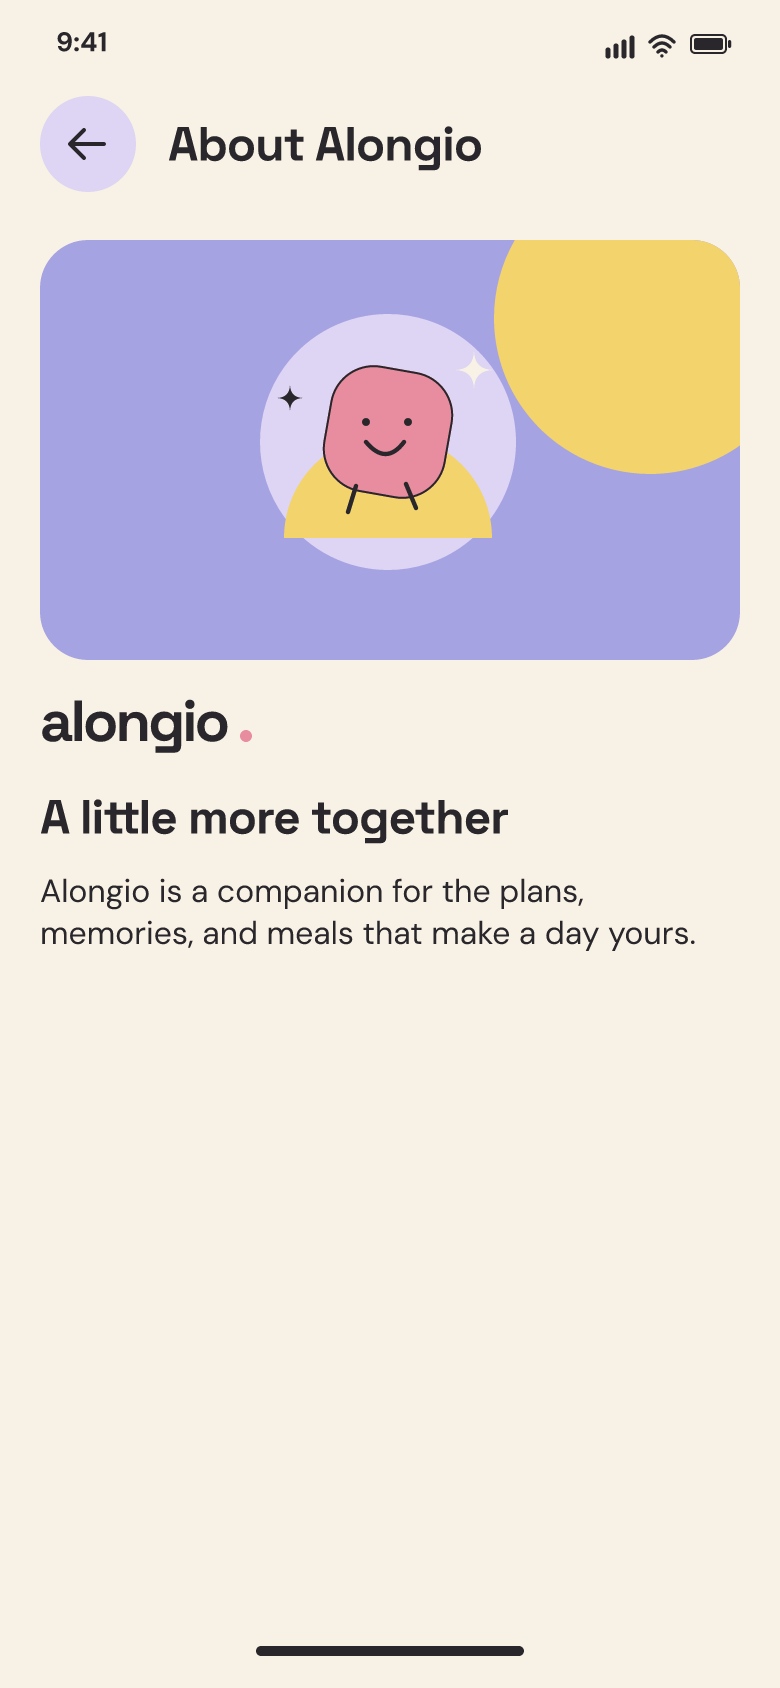 9:41
About Alongio
alongio.
A little more together
Alongio is a companion for the plans,
memories, and meals that make a day yours.